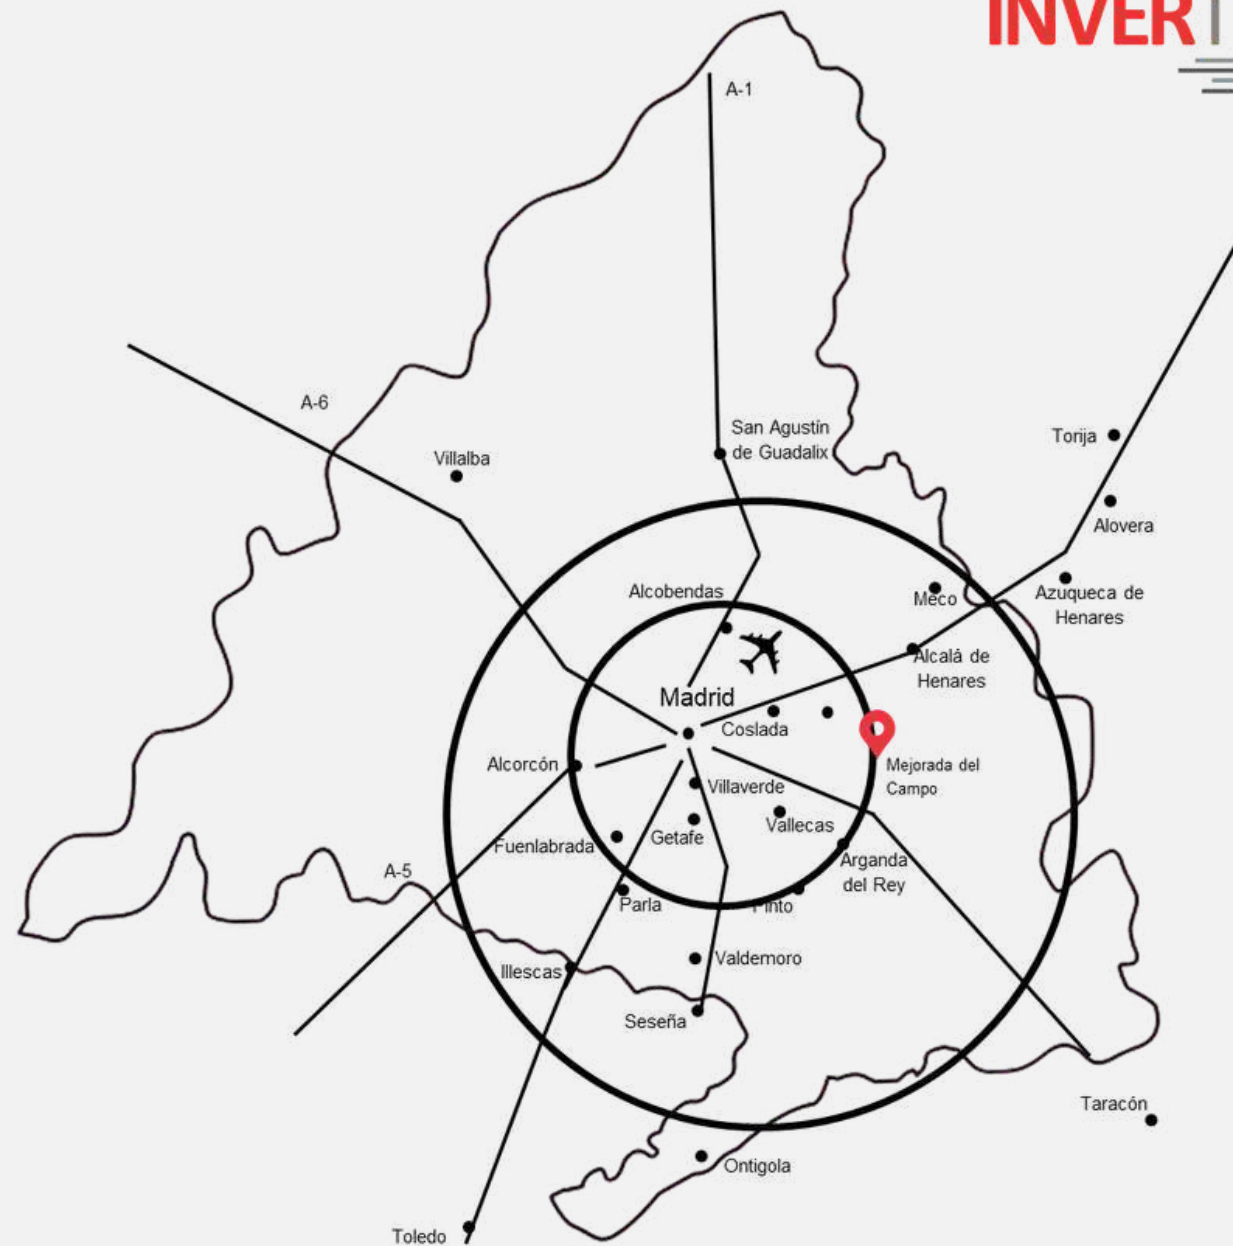 INVER
A-1
A-6
San Agustín
de Guadalix
Torija
Villalba
Alovera
Alcobendas
Meco
Azuqueca de
Henares
Alcalá de
Henares
Madrid
Coslada
Alcorcón
Mejorada del
Campo
Villaverde
Vallecas
Getafe
Fuenlabrada
Arganda
del Rey
A-5
Parla
Pinto
Valdemoro
Illescas
Seseña
Taracón
Ontigola
Toledo